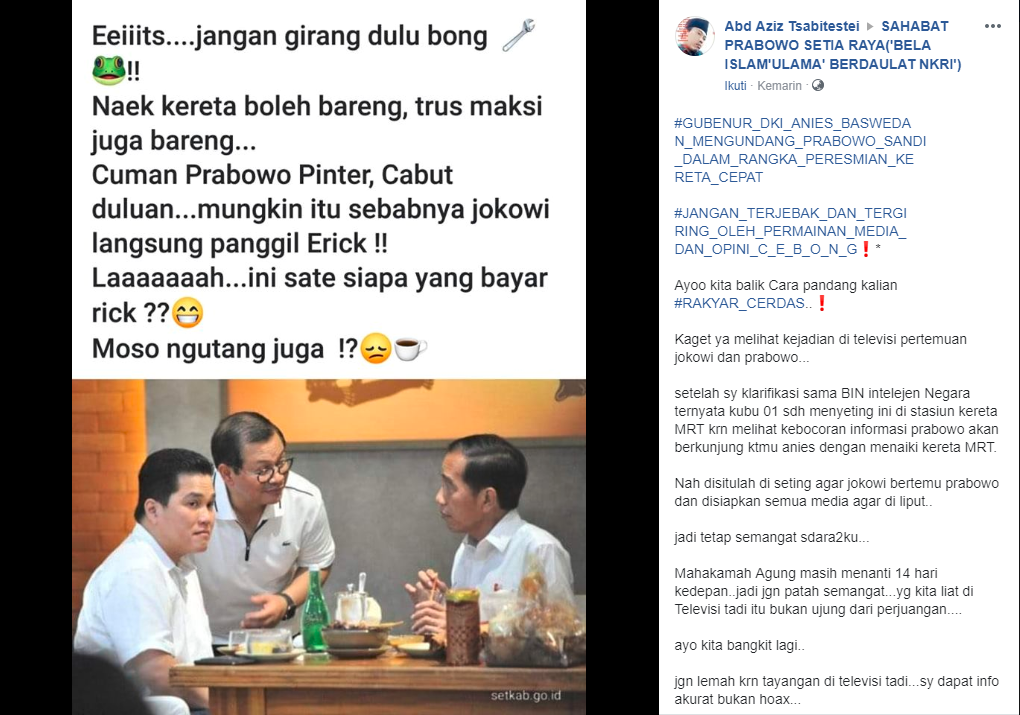 Eeiiits....jangan girang dulu bong 🔧
🐸!!
Naek kereta boleh bareng, trus maksi
juga bareng...
Cuman Prabowo Pinter, Cabut
duluan...mungkin itu sebabnya jokowi
langsung panggil Erick !!
Laaaaaaah...ini sate siapa yang bayar
rick ??😁
Moso ngutang juga !?😞☕
setkab.go.id
Abd Aziz Tsabitestei ▸ SAHABAT
PRABOWO SETIA RAYA('BELA
ISLAM'ULAMA' BERDAULAT NKRI')
Ikuti · Kemarin ·
#GUBENUR_DKI_ANIES_BASWEDA
N_MENGUNDANG_PRABOWO_SANDI
_DALAM_RANGKA_PERESMIAN_KE
RETA_CEPAT
#JANGAN_TERJEBAK_DAN_TERGI
RING_OLEH_PERMAINAN_MEDIA_
DAN_OPINI_C_E_B_O_N_G❗*
Ayoo kita balik Cara pandang kalian
#RAKYAR_CERDAS..❗
Kaget ya melihat kejadian di televisi pertemuan
jokowi dan prabowo...
setelah sy klarifikasi sama BIN intelejen Negara
ternyata kubu 01 sdh menyeting ini di stasiun kereta
MRT krn melihat kebocoran informasi prabowo akan
berkunjung ktmu anies dengan menaiki kereta MRT.
Nah disitulah di seting agar jokowi bertemu prabowo
dan disiapkan semua media agar di liput..
jadi tetap semangat sdara2ku...
Mahakamah Agung masih menanti 14 hari
kedepan..jadi jgn patah semangat...yg kita liat di
Televisi tadi itu bukan ujung dari perjuangan....
ayo kita bangkit lagi..
jgn lemah krn tayangan di televisi tadi...sy dapat info
akurat bukan hoax...